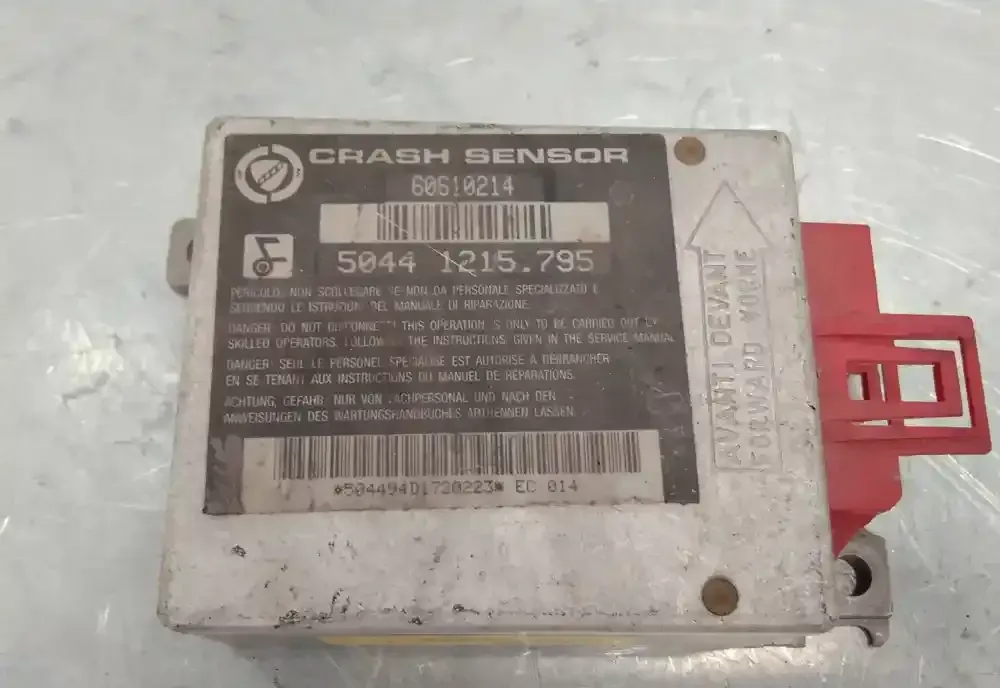 CRASH SENSOR
60610214
5044 1215.795
PERICOLO: NON SCOLLEGARE SE NON DA PERSONALE SPECIALIZZATO E
SEGUENDO LE ISTRUZIONI DEL MANUALE DI RIPARAZIONE.
DANGER: DO NOT DISCONNECT! THIS OPERATION IS ONLY TO BE CARRIED OUT BY
SKILLED OPERATORS, FOLLOWING THE INSTRUCTIONS GIVEN IN THE SERVICE MANUAL
DANGER: SEUL LE PERSONEL SPECIALISE EST AUTORISE A DEBRANCHER
EN SE TENANT AUX INSTRUCTIONS DU MANUEL DE REPARATIONS.
ACHTUNG, GEFAHR: NUR VON FACHPERSONAL UND NACH DEN
ANWEISUNGEN DES WARTUNGSHANDBUCHES ABTRENNEN LASSEN.
*504494D1720223* EC 014
AVANTI DEVANT
FORWARD VORNE